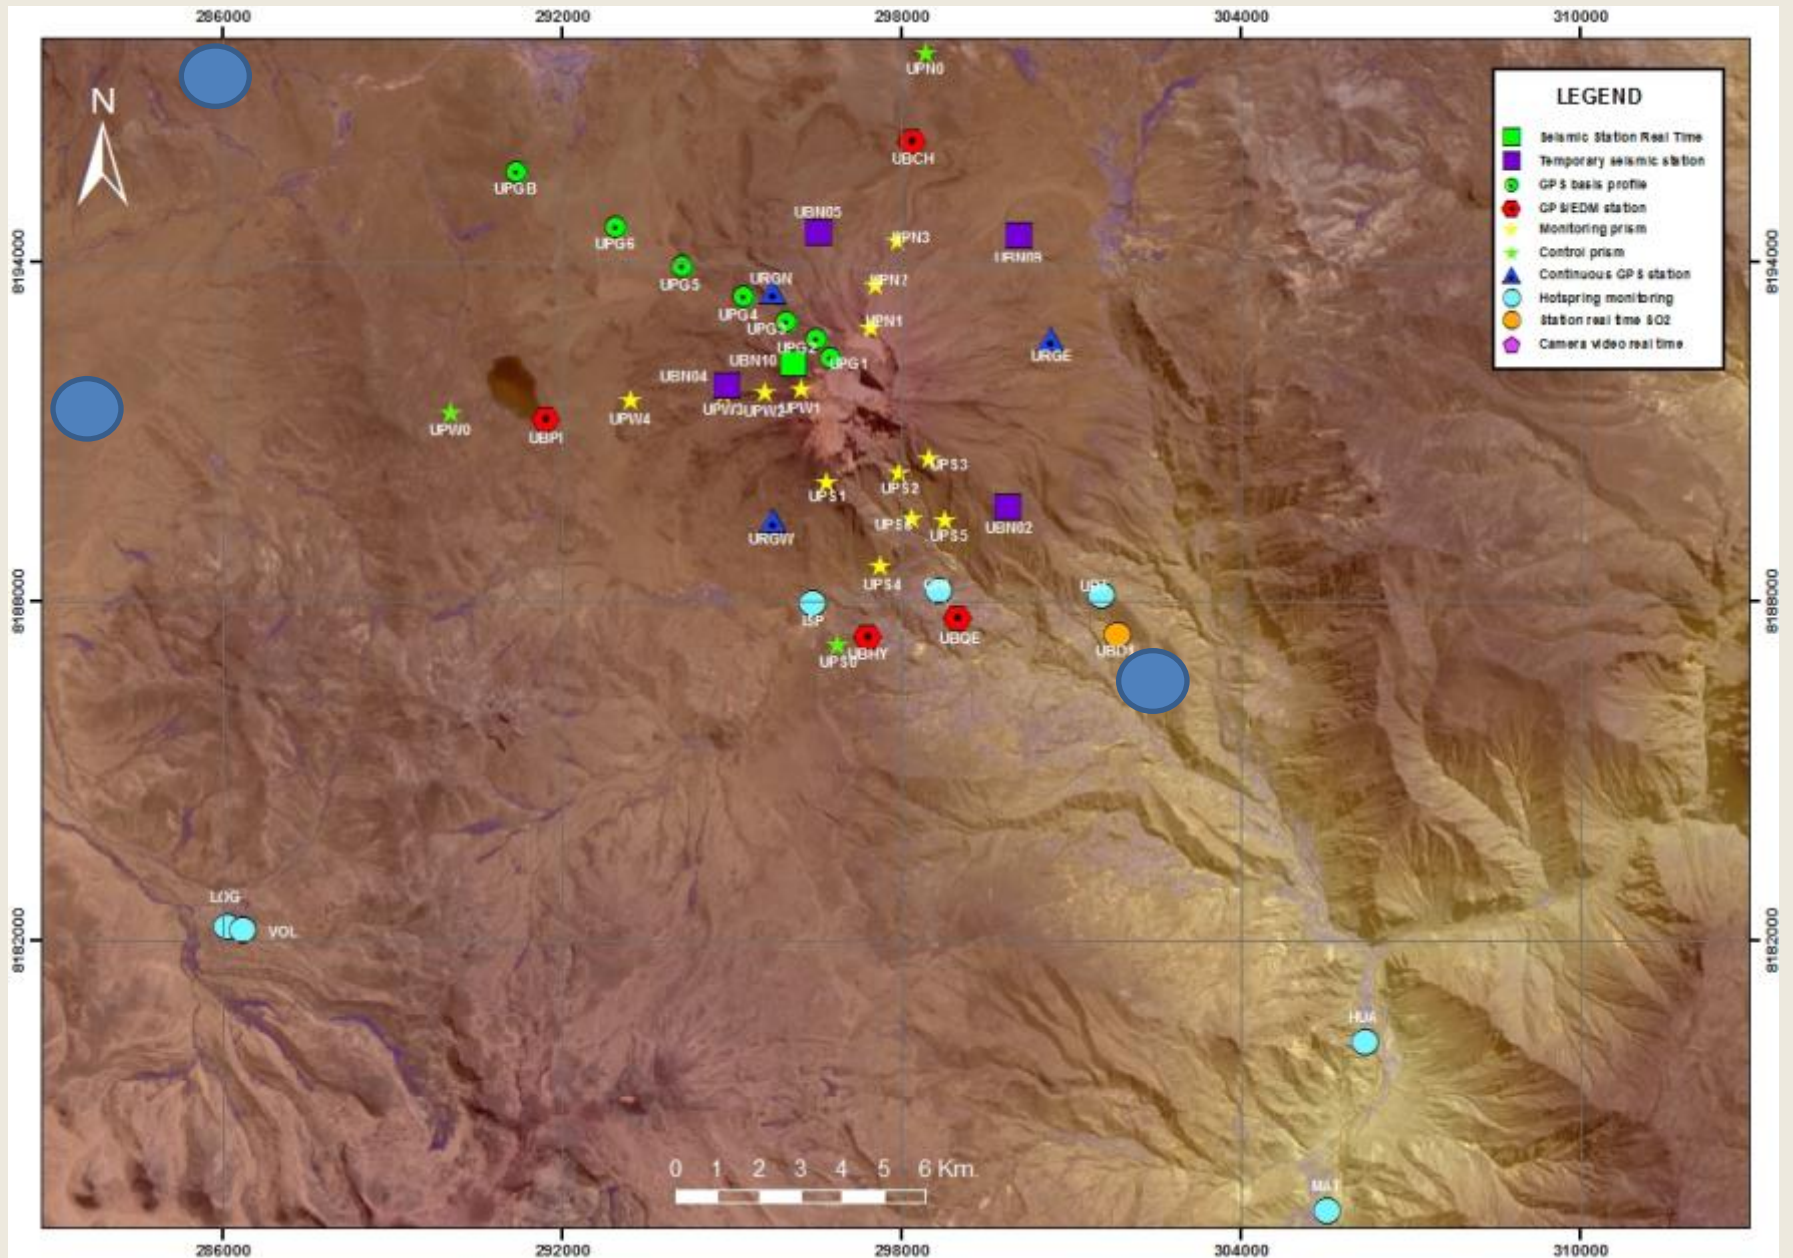 286000 292000 298000 304000 310000
N
UPN0
LEGEND
Seismic Station Real Time
Temporary seismic station
GPS basis profile
GPS/EDM station
Monitoring prism
Control prism
Continuous GPS station
Hotspring monitoring
Station real time SO2
Camera video real time
UBCH
UPGB
UBN05
UPG6
UPN3
8194000
8194000
UPG5
URGN
UPN2
UPG4
UPG3
UPN1
UPG2
URGE
UBN10
UPG1
UBN04
UPW3
UPW2
UPW1
UPW4
UPW0
UBPI
UPS3
UPS2
UPS1
UBN02
UPS5
URGW
UPS4
8188000
8188000
UBQE
UBHY
UPS0
LOG
VOL
8182000
8182000
HUA
0 1 2 3 4 5 6 Km.
MAT
286000 292000 298000 304000 310000